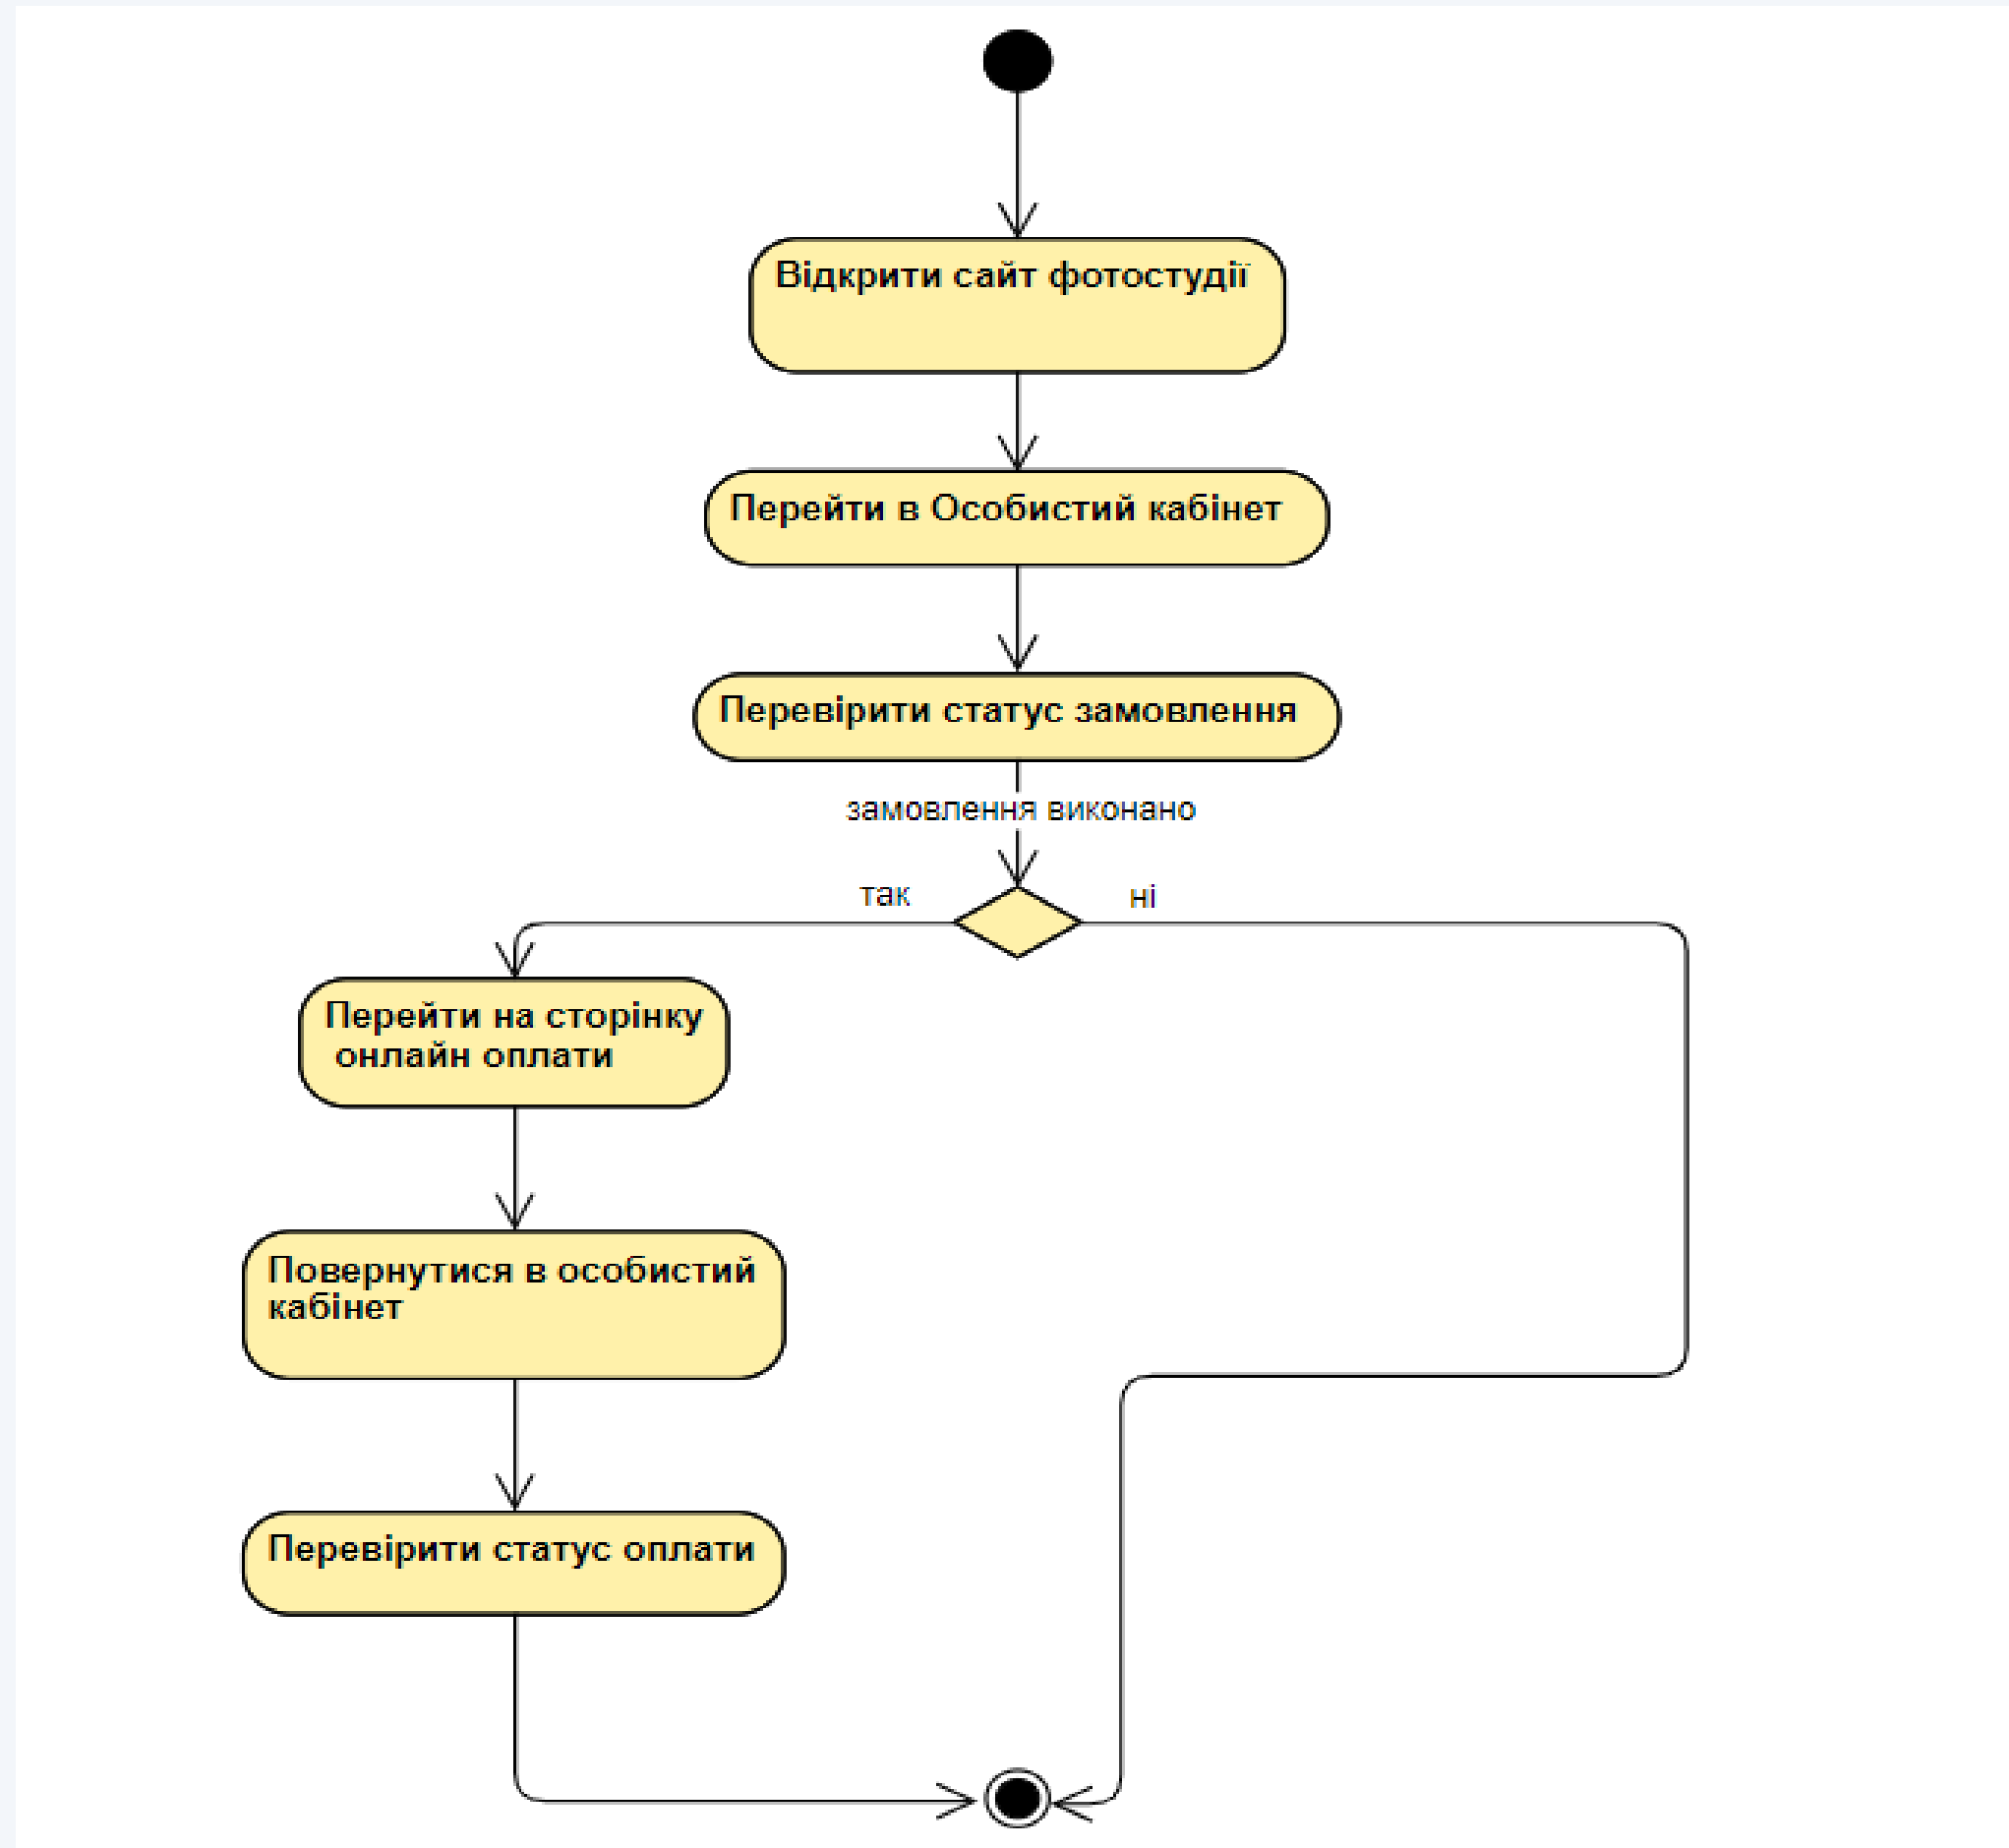 Відкрити сайт фотостудії
Перейти в Особистий кабінет
Перевірити статус замовлення
замовлення виконано
так
ні
Перейти на сторінку
онлайн оплати
Повернутися в особистий
кабінет
Перевірити статус оплати